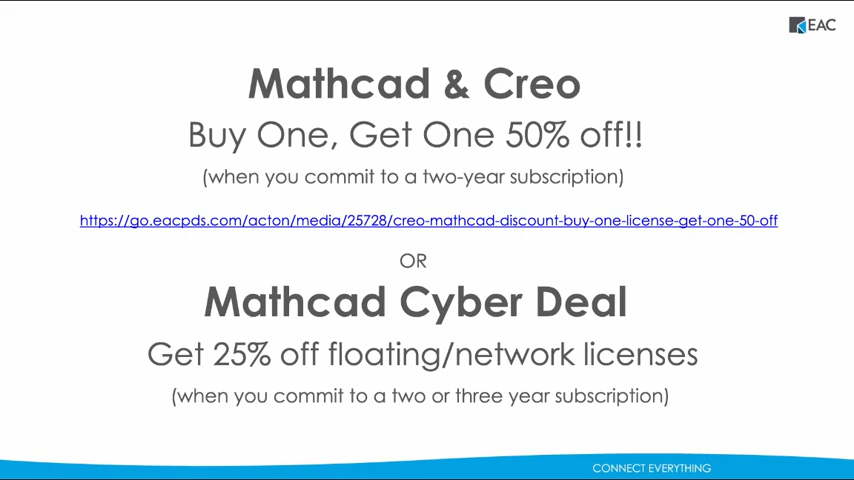 EAC
Mathcad & Creo
Buy One, Get One 50% off!!
(when you commit to a two-year subscription)
https://go.eacpds.com/acton/media/25728/creo-mathcad-discount-buy-one-license-get-one-50-off
OR
Mathcad Cyber Deal
Get 25% off floating/network licenses
(when you commit to a two or three year subscription)
CONNECT EVERYTHING